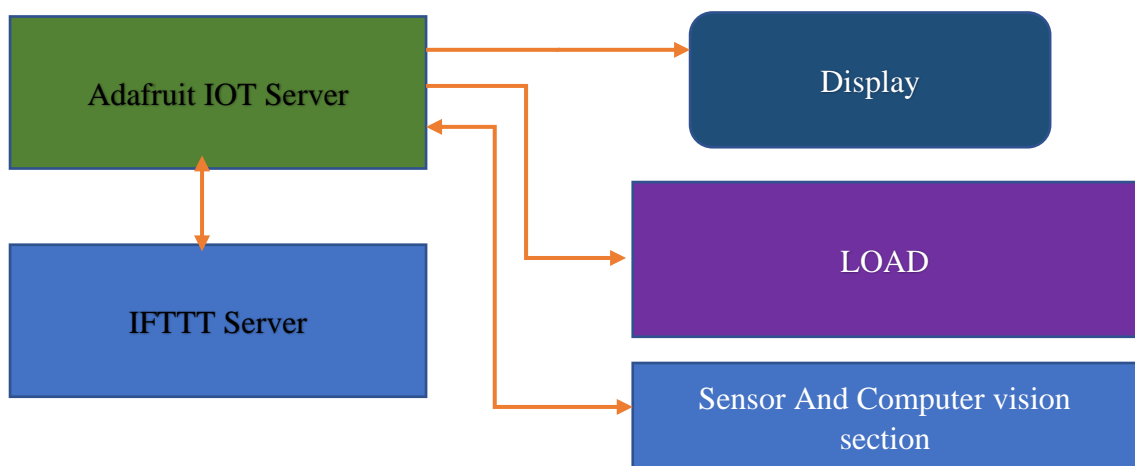 Adafruit IOT Server
Display
LOAD
IFTTT Server
Sensor And Computer vision
section